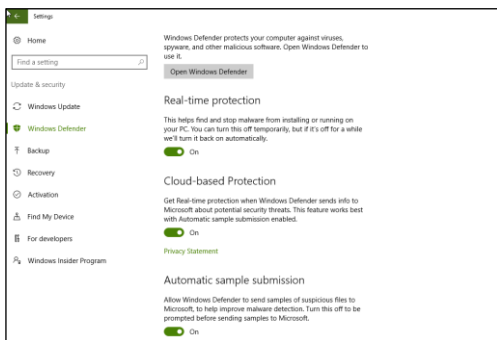 Settings
Home
Find a setting
Update & security
Windows Update
Windows Defender
Backup
Recovery
Activation
Find My Device
For developers
Windows Insider Program
Windows Defender protects your computer against viruses,
spyware, and other malicious software. Open Windows Defender to
use it.
Open Windows Defender
Real-time protection
This helps find and stop malware from installing or running on
your PC. You can turn this off temporarily, but if it's off for a while
we'll turn it back on automatically.
On
Cloud-based Protection
Get Real-time protection when Windows Defender sends info to
Microsoft about potential security threats. This feature works best
with Automatic sample submission enabled.
On
Privacy Statement
Automatic sample submission
Allow Windows Defender to send samples of suspicious files to
Microsoft, to help improve malware detection. Turn this off to be
prompted before sending samples to Microsoft.
On